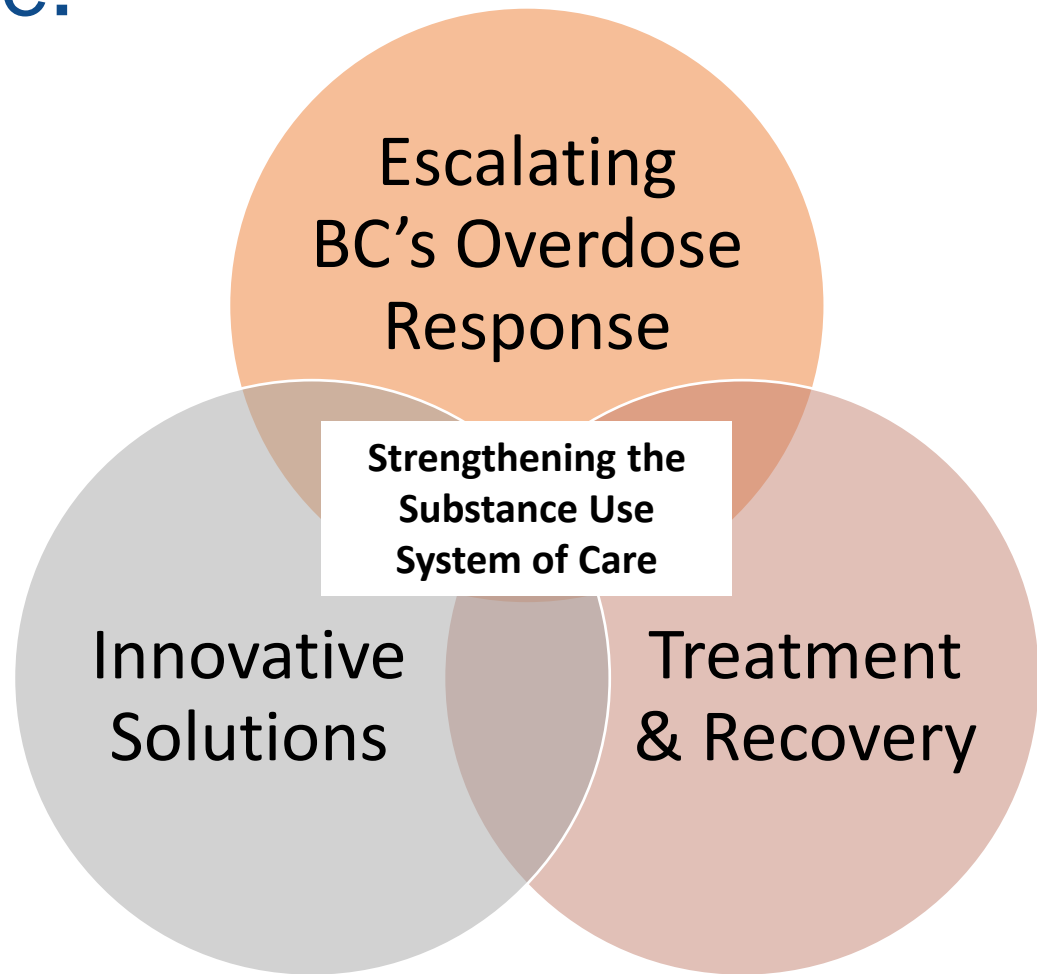 e.
Escalating
BC’s Overdose
Response
Strengthening the
Substance Use
System of Care
Innovative
Solutions
Treatment
& Recovery